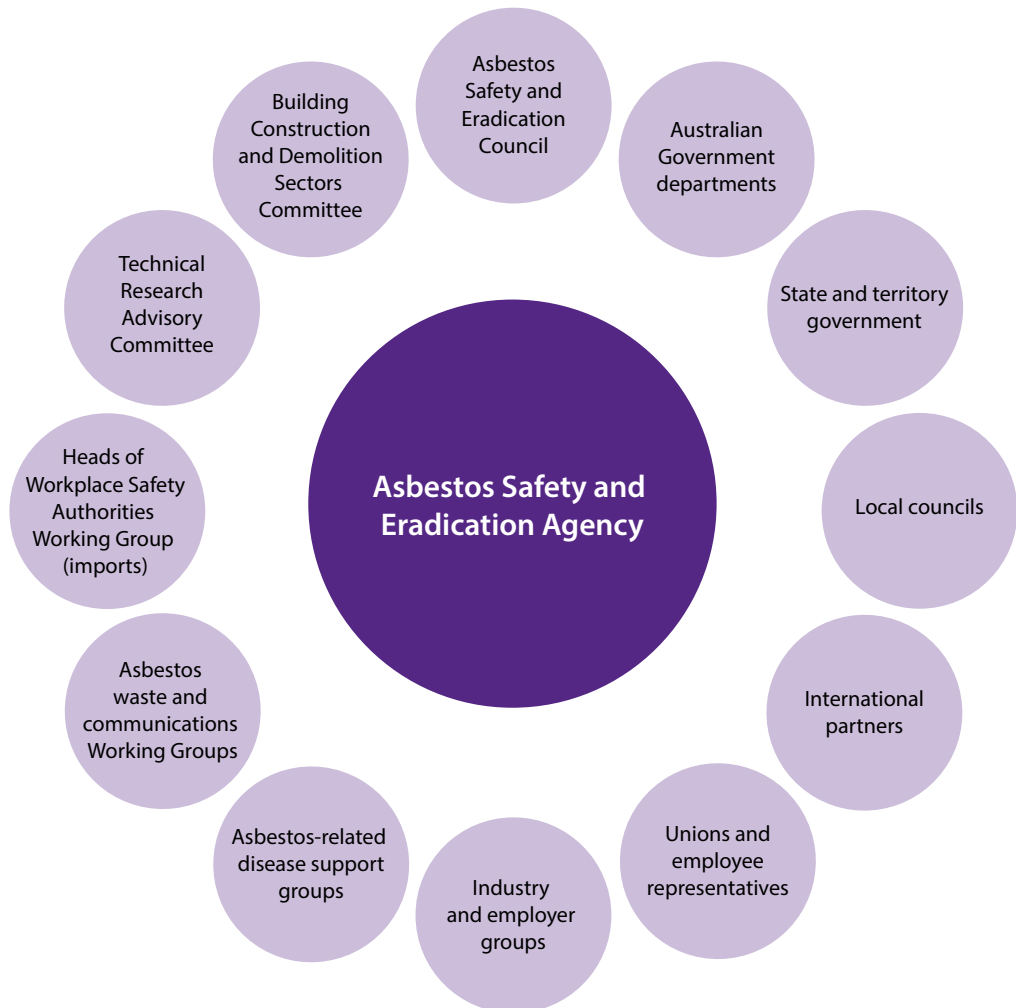 Asbestos
Safety and
Eradication
Council
Australian
Government
departments
State and territory
government
Local councils
International
partners
Unions and
employee
representatives
Industry
and employer
groups
Asbestos-related
disease support
groups
Asbestos
waste and
communications
Working Groups
Heads of
Workplace Safety
Authorities
Working Group
(imports)
Technical
Research
Advisory
Committee
Building
Construction
and Demolition
Sectors
Committee
Asbestos Safety and
Eradication Agency